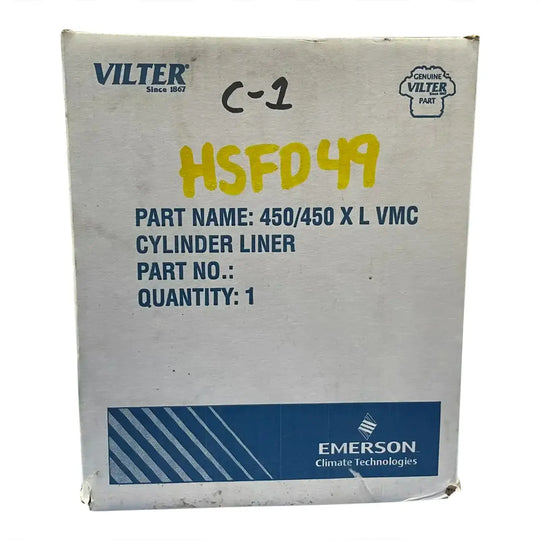 VILTER®
Since 1867
C-1
GENUINE
VILTER
Since 1867
PART
HSFD49
PART NAME: 450/450 X L VMC
CYLINDER LINER
PART NO.:
QUANTITY: 1
EMERSON
Climate Technologies